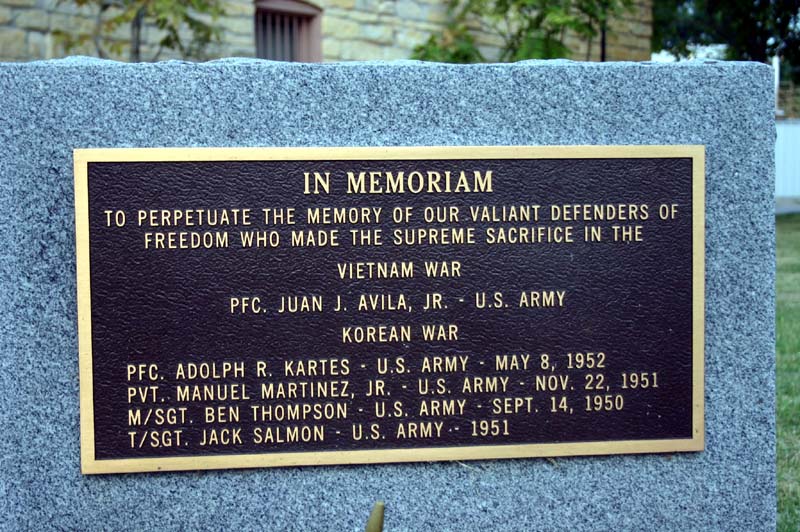 IN MEMORIAM
TO PERPETUATE THE MEMORY OF OUR VALIANT DEFENDERS OF
FREEDOM WHO MADE THE SUPREME SACRIFICE IN THE
VIETNAM WAR
PFC. JUAN J. AVILA, JR. - U.S. ARMY
KOREAN WAR
PFC. ADOLPH R. KARTES - U.S. ARMY - MAY 8, 1952
PVT. MANUEL MARTINEZ, JR. - U.S. ARMY - NOV. 22, 1951
M/SGT. BEN THOMPSON - U.S. ARMY - SEPT. 14, 1950
T/SGT. JACK SALMON - U.S. ARMY - 1951